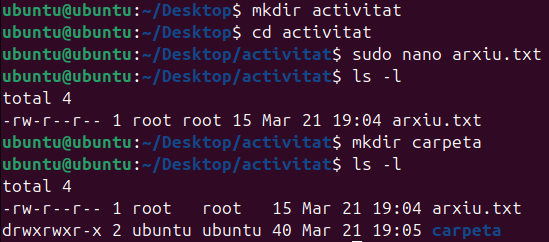 ubuntu@ubuntu:~/Desktop$ mkdir activitat
ubuntu@ubuntu:~/Desktop$ cd activitat
ubuntu@ubuntu:~/Desktop/activitat$ sudo nano arxiu.txt
ubuntu@ubuntu:~/Desktop/activitat$ ls -l
total 4
-rw-r--r-- 1 root root 15 Mar 21 19:04 arxiu.txt
ubuntu@ubuntu:~/Desktop/activitat$ mkdir carpeta
ubuntu@ubuntu:~/Desktop/activitat$ ls -l
total 4
-rw-r--r-- 1 root   root   15 Mar 21 19:04 arxiu.txt
drwxrwxr-x 2 ubuntu ubuntu 40 Mar 21 19:05 carpeta